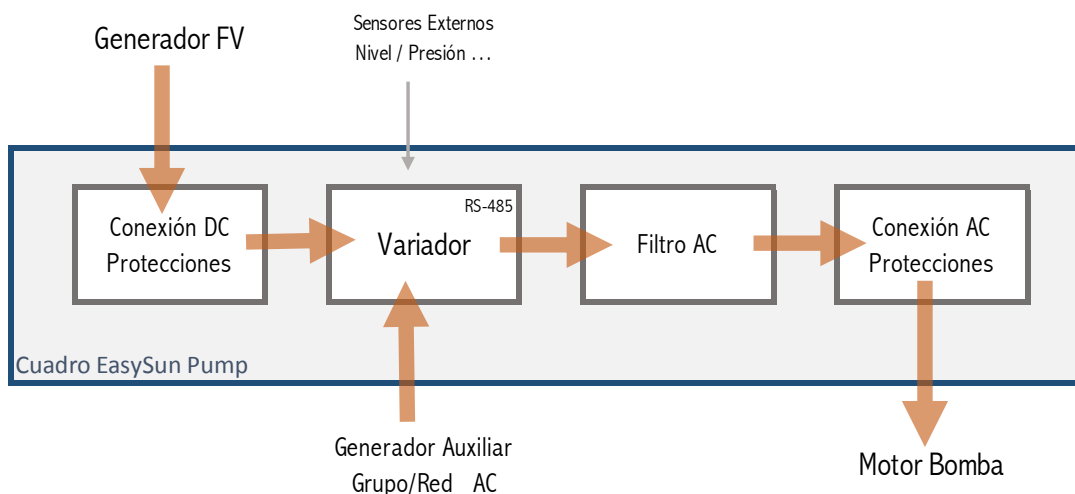 Generador FV
Sensores Externos
Nivel / Presión ...
Conexión DC
Protecciones
RS-485
Variador
Filtro AC
Conexión AC
Protecciones
Cuadro EasySun Pump
Generador Auxiliar
Grupo/Red AC
Motor Bomba